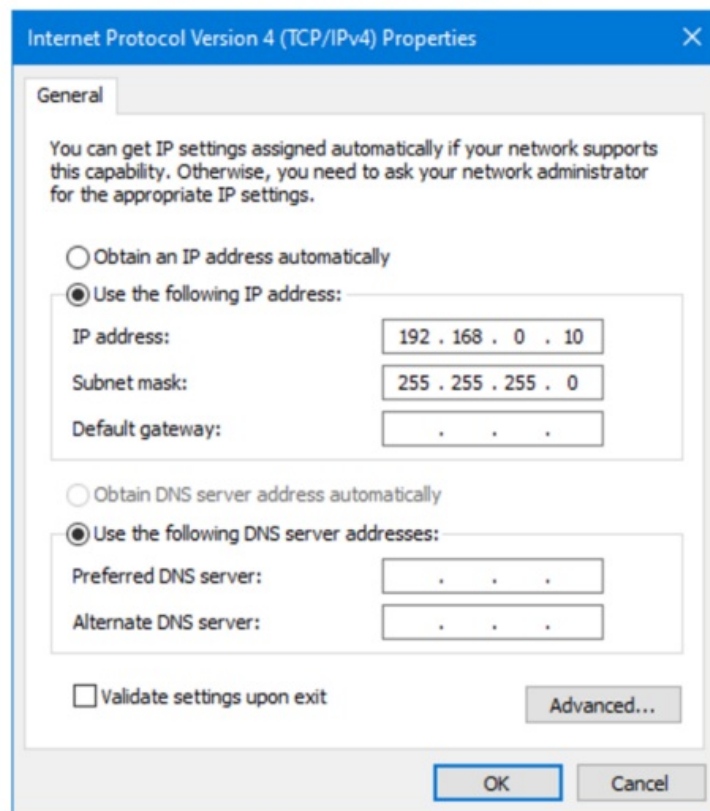 Internet Protocol Version 4 (TCP/IPv4) Properties
General
You can get IP settings assigned automatically if your network supports
this capability. Otherwise, you need to ask your network administrator
for the appropriate IP settings.
Obtain an IP address automatically
Use the following IP address:
IP address: 192 . 168 . 0 . 10
Subnet mask: 255 . 255 . 255 . 0
Default gateway: . . .
Obtain DNS server address automatically
Use the following DNS server addresses:
Preferred DNS server: . . .
Alternate DNS server: . . .
Validate settings upon exit
Advanced...
OK Cancel